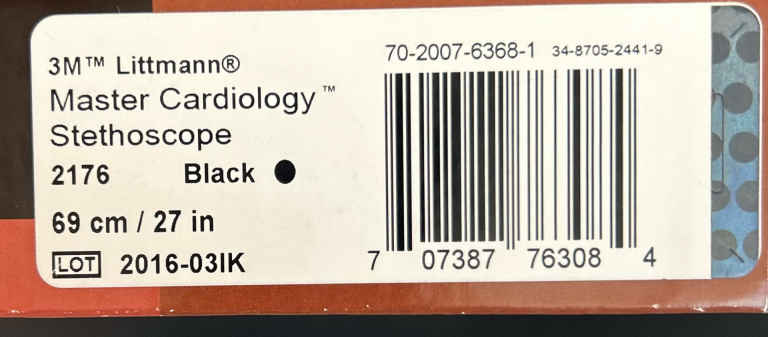 3M™ Littmann®
Master Cardiology™
Stethoscope
2176 Black
69 cm / 27 in
LOT 2016-03IK
70-2007-6368-1 34-8705-2441-9
7 07387 76308 4